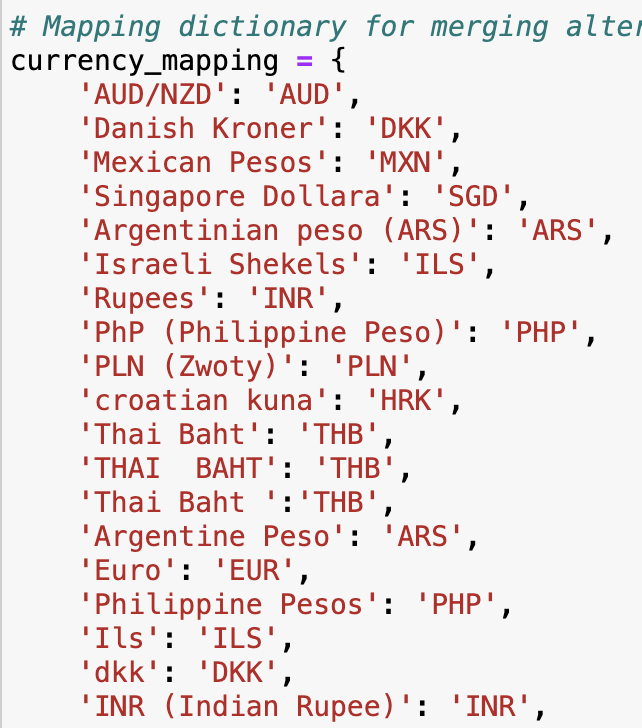 # Mapping dictionary for merging alter
currency_mapping = {
    'AUD/NZD': 'AUD',
    'Danish Kroner': 'DKK',
    'Mexican Pesos': 'MXN',
    'Singapore Dollara': 'SGD',
    'Argentinian peso (ARS)': 'ARS',
    'Israeli Shekels': 'ILS',
    'Rupees': 'INR',
    'PhP (Philippine Peso)': 'PHP',
    'PLN (Zwoty)': 'PLN',
    'croatian kuna': 'HRK',
    'Thai Baht': 'THB',
    'THAI  BAHT': 'THB',
    'Thai Baht ':'THB',
    'Argentine Peso': 'ARS',
    'Euro': 'EUR',
    'Philippine Pesos': 'PHP',
    'Ils': 'ILS',
    'dkk': 'DKK',
    'INR (Indian Rupee)': 'INR',